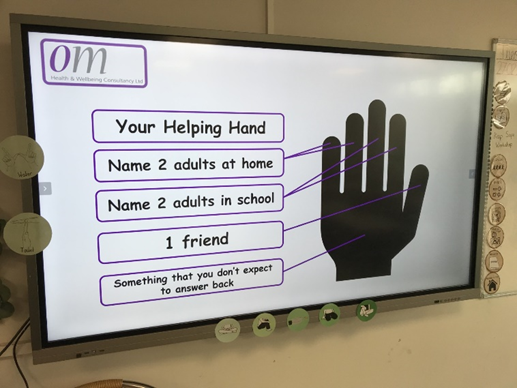 om
Health & Wellbeing Consultancy Ltd
Your Helping Hand
Name 2 adults at home
Name 2 adults in school
1 friend
Something that you don't expect
to answer back